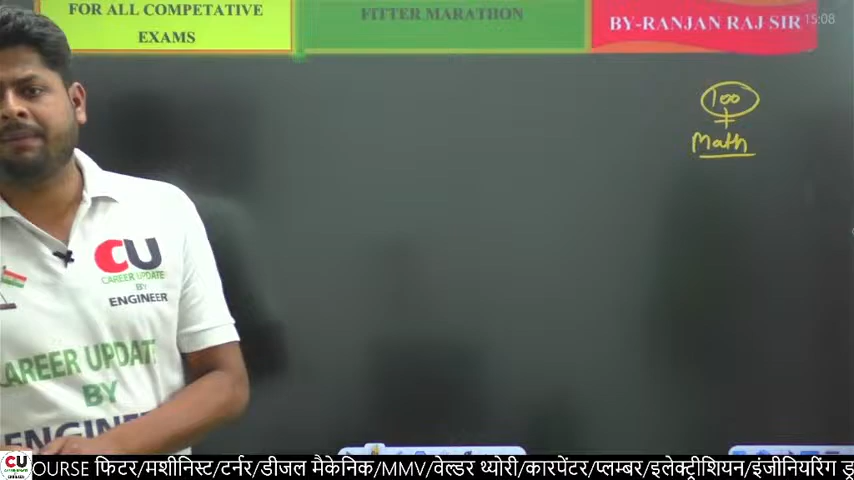 FOR ALL COMPETATIVE
EXAMS
FITTER MARATHON
BY-RANJAN RAJ SIR
15:08
100
+
Math
CU
CAREER UPDATE
BY
ENGINEER
CAREER UPDATE
BY
ENGINEER
CU
COURSE फिटर/मशीनिस्ट/टर्नर/डीजल मैकेनिक/MMV/वेल्डर थ्योरी/कारपेंटर/प्लम्बर/इलेक्ट्रीशियन/इंजीनियरिंग ड्र